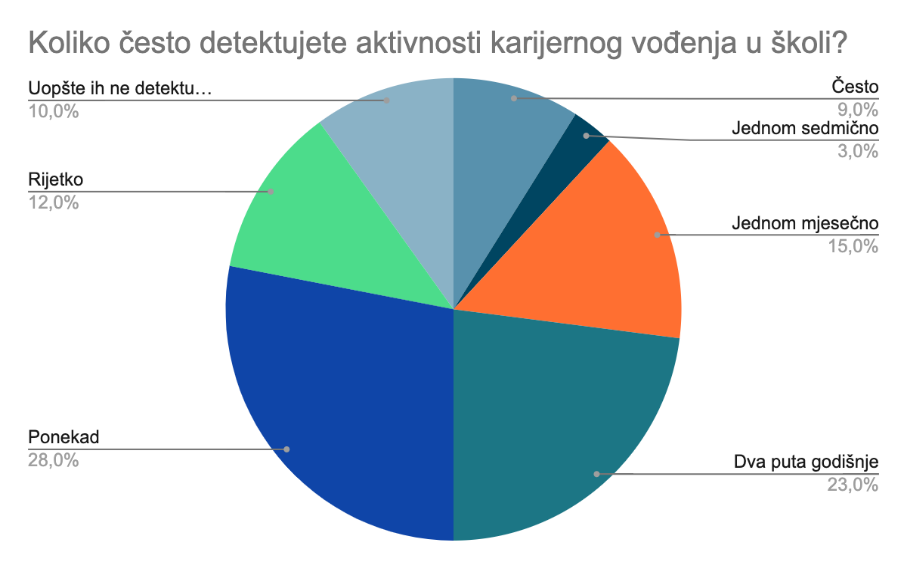 Koliko često detektujete aktivnosti karijernog vođenja u školi?
Često
9,0%
Jednom sedmično
3,0%
Jednom mjesečno
15,0%
Dva puta godišnje
23,0%
Ponekad
28,0%
Rijetko
12,0%
Uopšte ih ne detektu…
10,0%